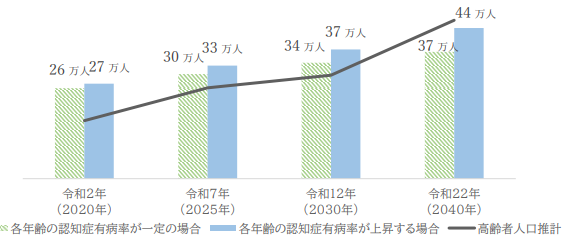 44 万人
37 万人
33 万人
34 万人
37 万人
30 万人
26 万人
27 万人
令和2年
(2020年)
令和7年
(2025年)
令和12年
(2030年)
令和22年
(2040年)
各年齢の認知症有病率が一定の場合
各年齢の認知症有病率が上昇する場合
高齢者人口推計